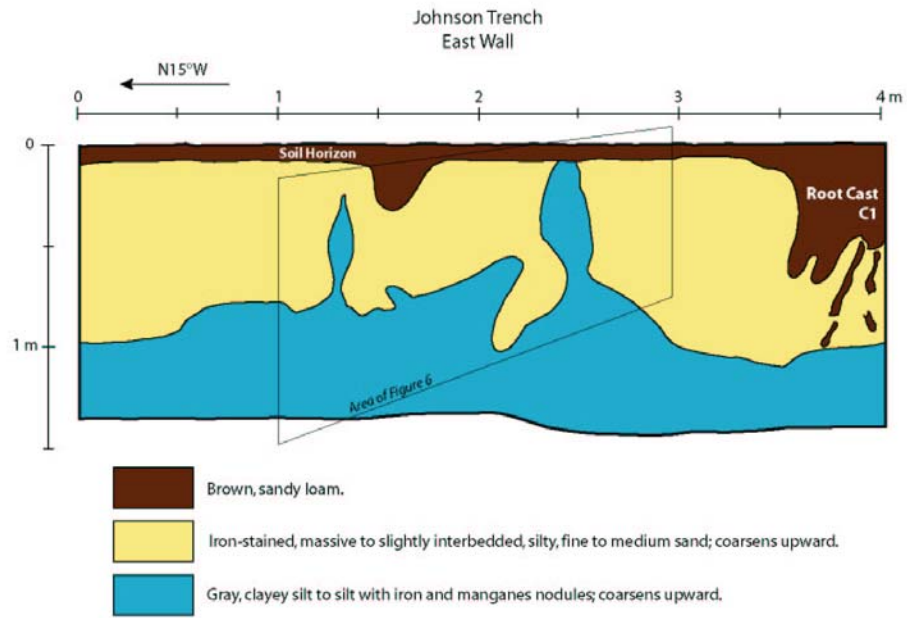 Johnson Trench
East Wall
N15°W
0 1 2 3 4 m
0
Soil Horizon
Root Cast
C1
1 m
Area of Figure 6
Brown, sandy loam.
Iron-stained, massive to slightly interbedded, silty, fine to medium sand; coarsens upward.
Gray, clayey silt to silt with iron and manganes nodules; coarsens upward.